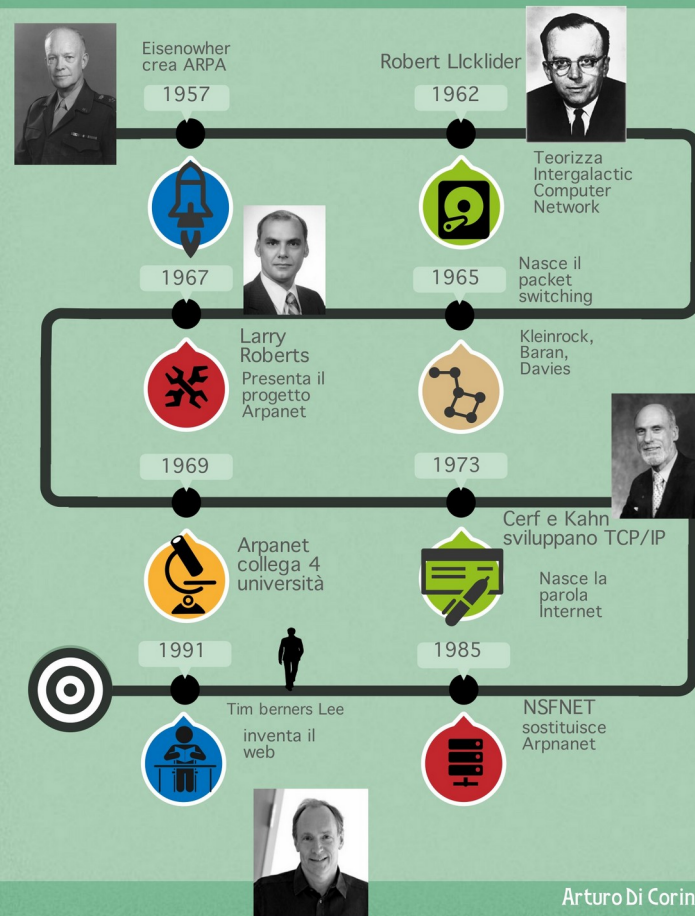 Eisenowher
crea ARPA
1957
Robert LIcklider
1962
Teorizza
Intergalactic
Computer
Network
1965
Nasce il
packet
switching
Kleinrock,
Baran,
Davies
1967
Larry
Roberts
Presenta il
progetto
Arpanet
1969
Arpanet
collega 4
università
1973
Cerf e Kahn
sviluppano TCP/IP
Nasce la
parola
Internet
1985
NSFNET
sostituisce
Arpnanet
1991
Tim berners Lee
inventa il
web
Arturo Di Corin